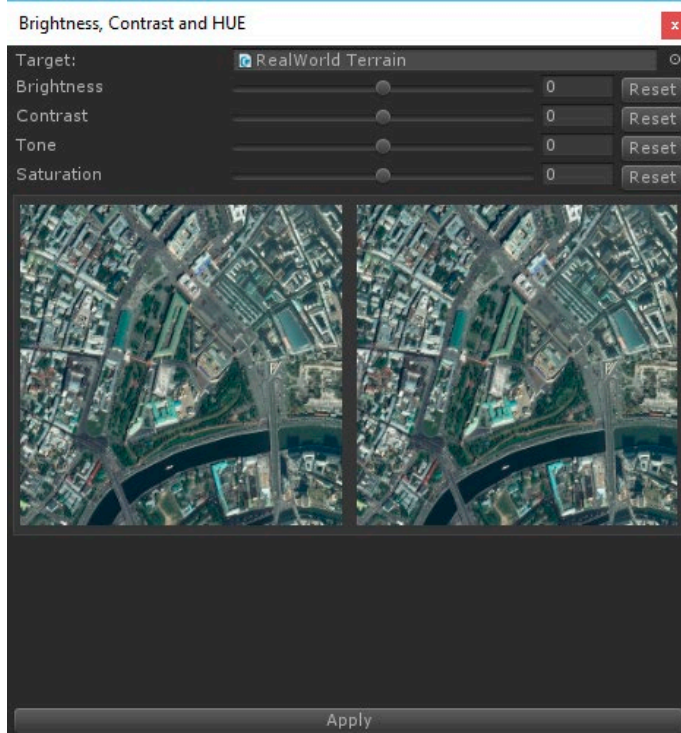 Brightness, Contrast and HUE x
Target: RealWorld Terrain
Brightness 0 Reset
Contrast 0 Reset
Tone 0 Reset
Saturation 0 Reset
Apply